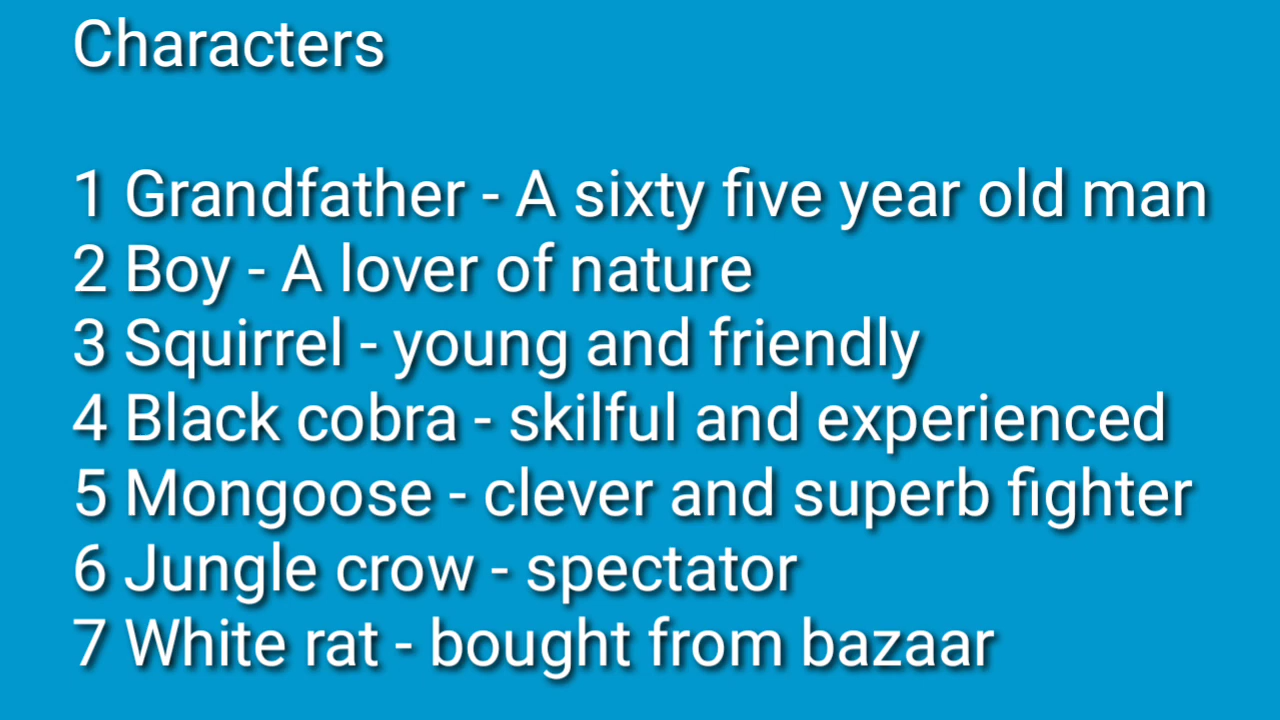 Characters
1 Grandfather - A sixty five year old man
2 Boy - A lover of nature
3 Squirrel - young and friendly
4 Black cobra - skilful and experienced
5 Mongoose - clever and superb fighter
6 Jungle crow - spectator
7 White rat - bought from bazaar